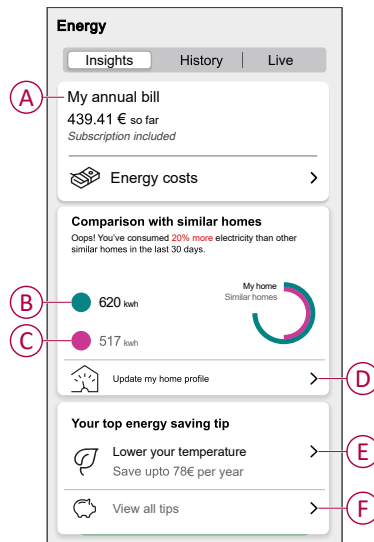 Energy
Insights History Live
A
My annual bill
439.41 € so far
Subscription included
Energy costs
Comparison with similar homes
Oops! You've consumed 20% more electricity than other
similar homes in the last 30 days.
My home
Similar homes
B
620 kwh
C
517 kwh
Update my home profile
D
Your top energy saving tip
Lower your temperature
E
Save upto 78€ per year
View all tips
F